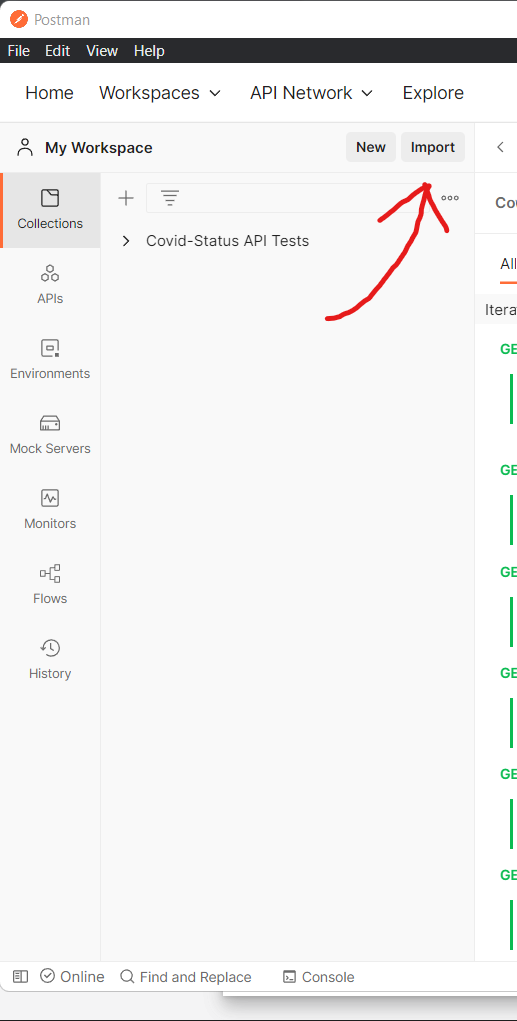 Postman
File Edit View Help
Home Workspaces API Network Explore
My Workspace New Import
Collections
Covid-Status API Tests
All
APIs
Itera
GE
Environments
Mock Servers
GE
Monitors
GE
Flows
History
GE
GE
GE
Online Find and Replace Console